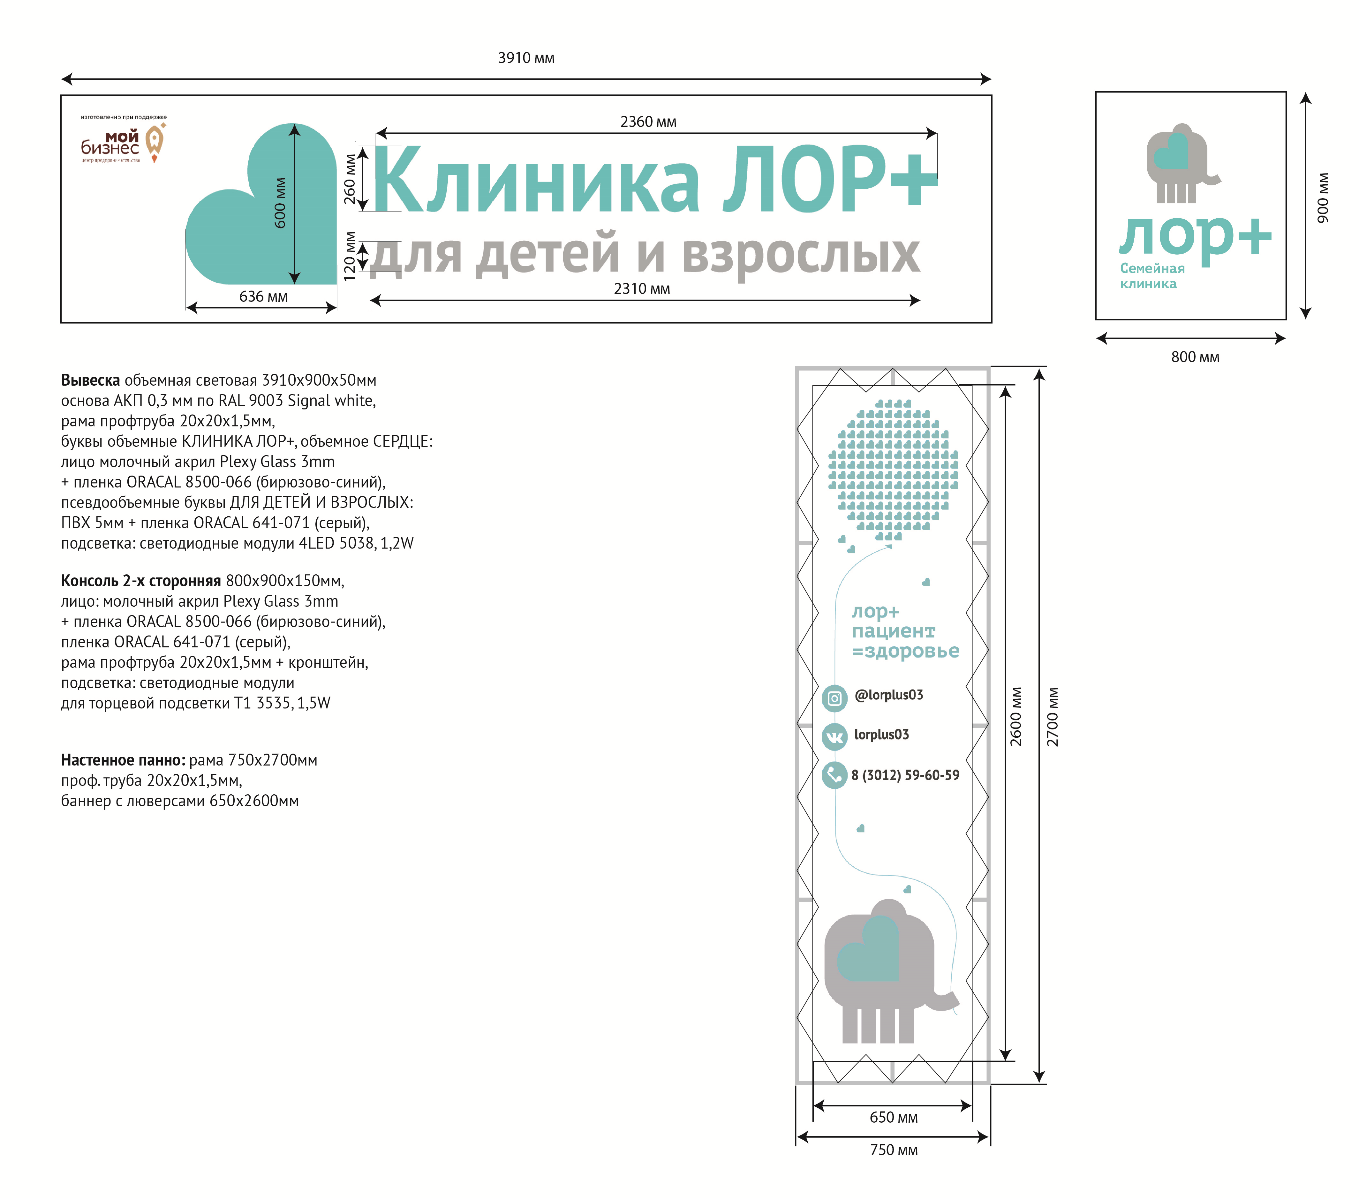 3910 мм
изготовлено при поддержке
мой
бизнес
2360 мм
260 мм
600 мм
Клиника ЛОР+
120 мм
для детей и взрослых
636 мм
2310 мм
лор+
Семейная
клиника
900 мм
800 мм
Вывеска объемная световая 3910х900х50мм
основа АКП 0,3 мм по RAL 9003 Signal white,
рама профтруба 20х20х1,5мм,
буквы объемные КЛИНИКА ЛОР+, объемное СЕРДЦЕ:
лицо молочный акрил Plexy Glass 3mm
+ пленка ORACAL 8500-066 (бирюзово-синий),
псевдообъемные буквы ДЛЯ ДЕТЕЙ И ВЗРОСЛЫХ:
ПВХ 5мм + пленка ORACAL 641-071 (серый),
подсветка: светодиодные модули 4LED 5038, 1,2W
Консоль 2-х сторонняя 800х900х150мм,
лицо: молочный акрил Plexy Glass 3mm
+ пленка ORACAL 8500-066 (бирюзово-синий),
пленка ORACAL 641-071 (серый),
рама профтруба 20х20х1,5мм + кронштейн,
подсветка: светодиодные модули
для торцевой подсветки T1 3535, 1,5W
Настенное панно: рама 750х2700мм
проф. труба 20х20х1,5мм,
баннер с люверсами 650х2600мм
лор+
пациент
=здоровье
@lorplus03
lorplus03
8 (3012) 59-60-59
2600 мм
2700 мм
650 мм
750 мм